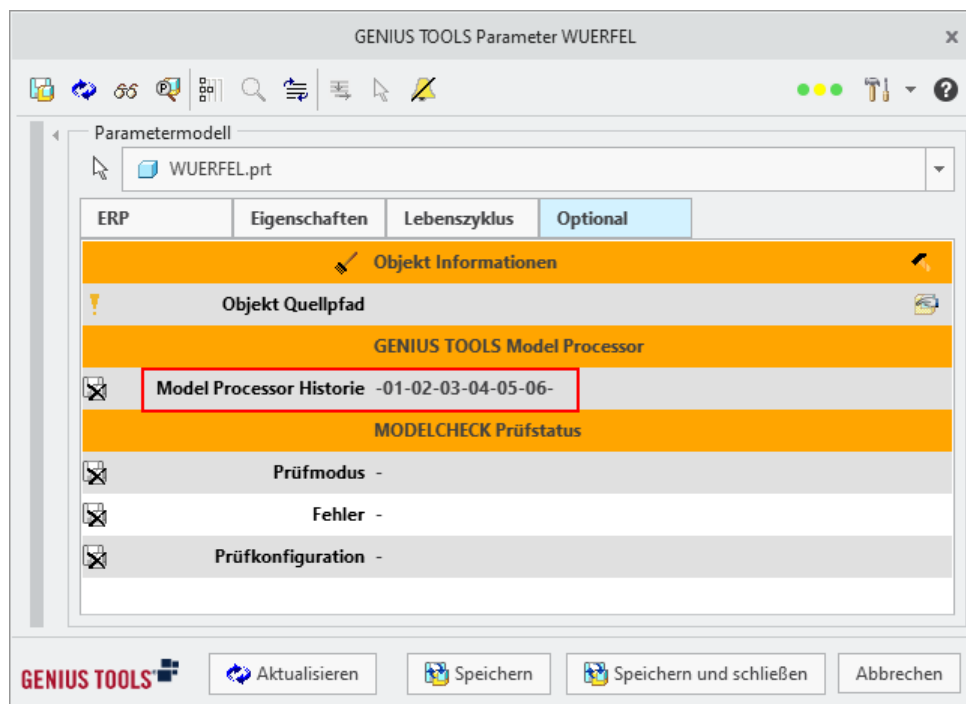 GENIUS TOOLS Parameter WUERFEL
Parametermodell
WUERFEL.prt
ERP Eigenschaften Lebenszyklus Optional
Objekt Informationen
Objekt Quellpfad
GENIUS TOOLS Model Processor
Model Processor Historie -01-02-03-04-05-06-
MODELCHECK Prüfstatus
Prüfmodus -
Fehler -
Prüfkonfiguration -
GENIUS TOOLS Aktualisieren Speichern Speichern und schließen Abbrechen